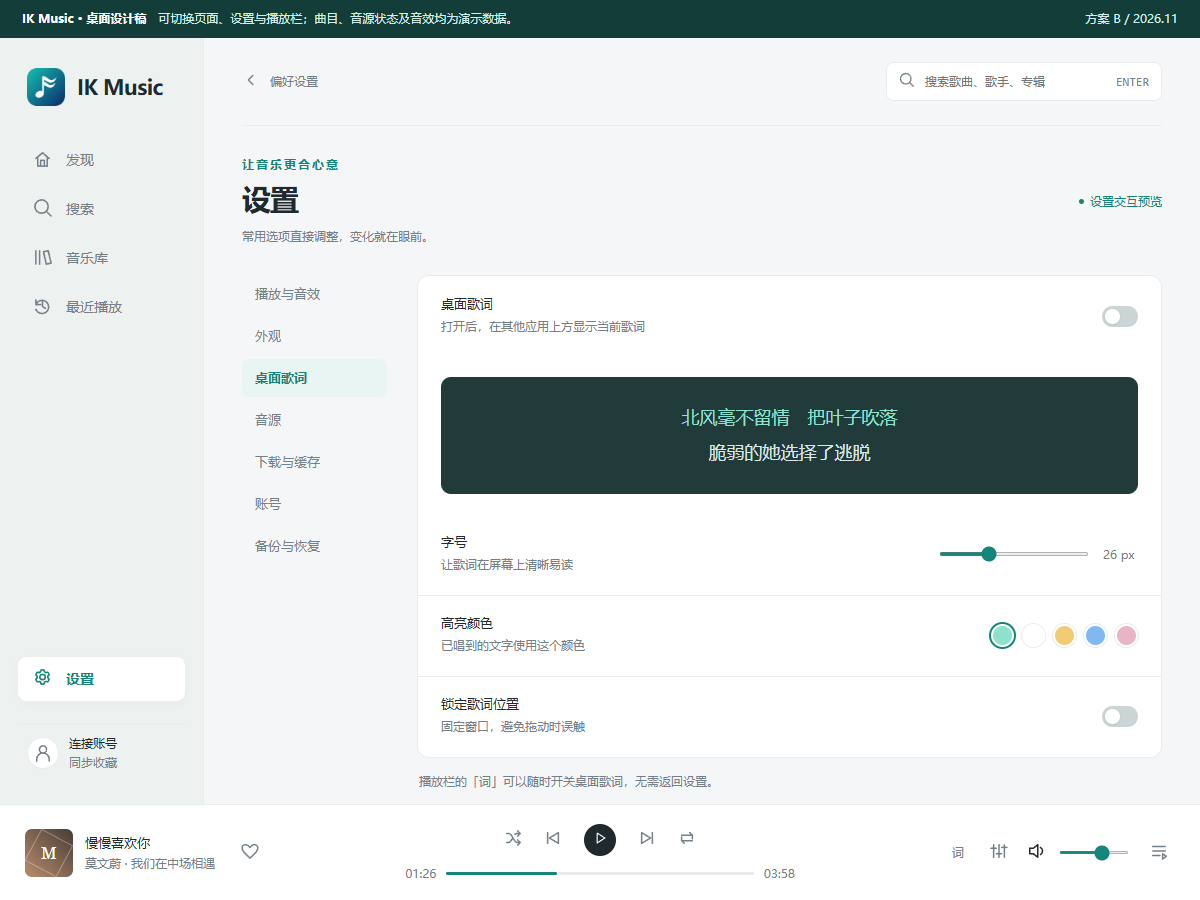 IK Music • 桌面设计稿 可切换页面、设置与播放栏；曲目、音源状态及音效均为演示数据。 方案 B / 2026.11
IK Music
偏好设置
搜索歌曲、歌手、专辑 ENTER
发现
搜索
音乐库
最近播放
设置
连接账号
同步收藏
让音乐更合心意
设置
设置交互预览
常用选项直接调整，变化就在眼前。
播放与音效
外观
桌面歌词
音源
下载与缓存
账号
备份与恢复
桌面歌词
打开后，在其他应用上方显示当前歌词
北风毫不留情 把叶子吹落
脆弱的她选择了逃脱
字号
让歌词在屏幕上清晰易读
26 px
高亮颜色
已唱到的文字使用这个颜色
锁定歌词位置
固定窗口，避免拖动时误触
播放栏的「词」可以随时开关桌面歌词，无需返回设置。
M
慢慢喜欢你
莫文蔚 · 我们在中场相遇
01:26
03:58
词